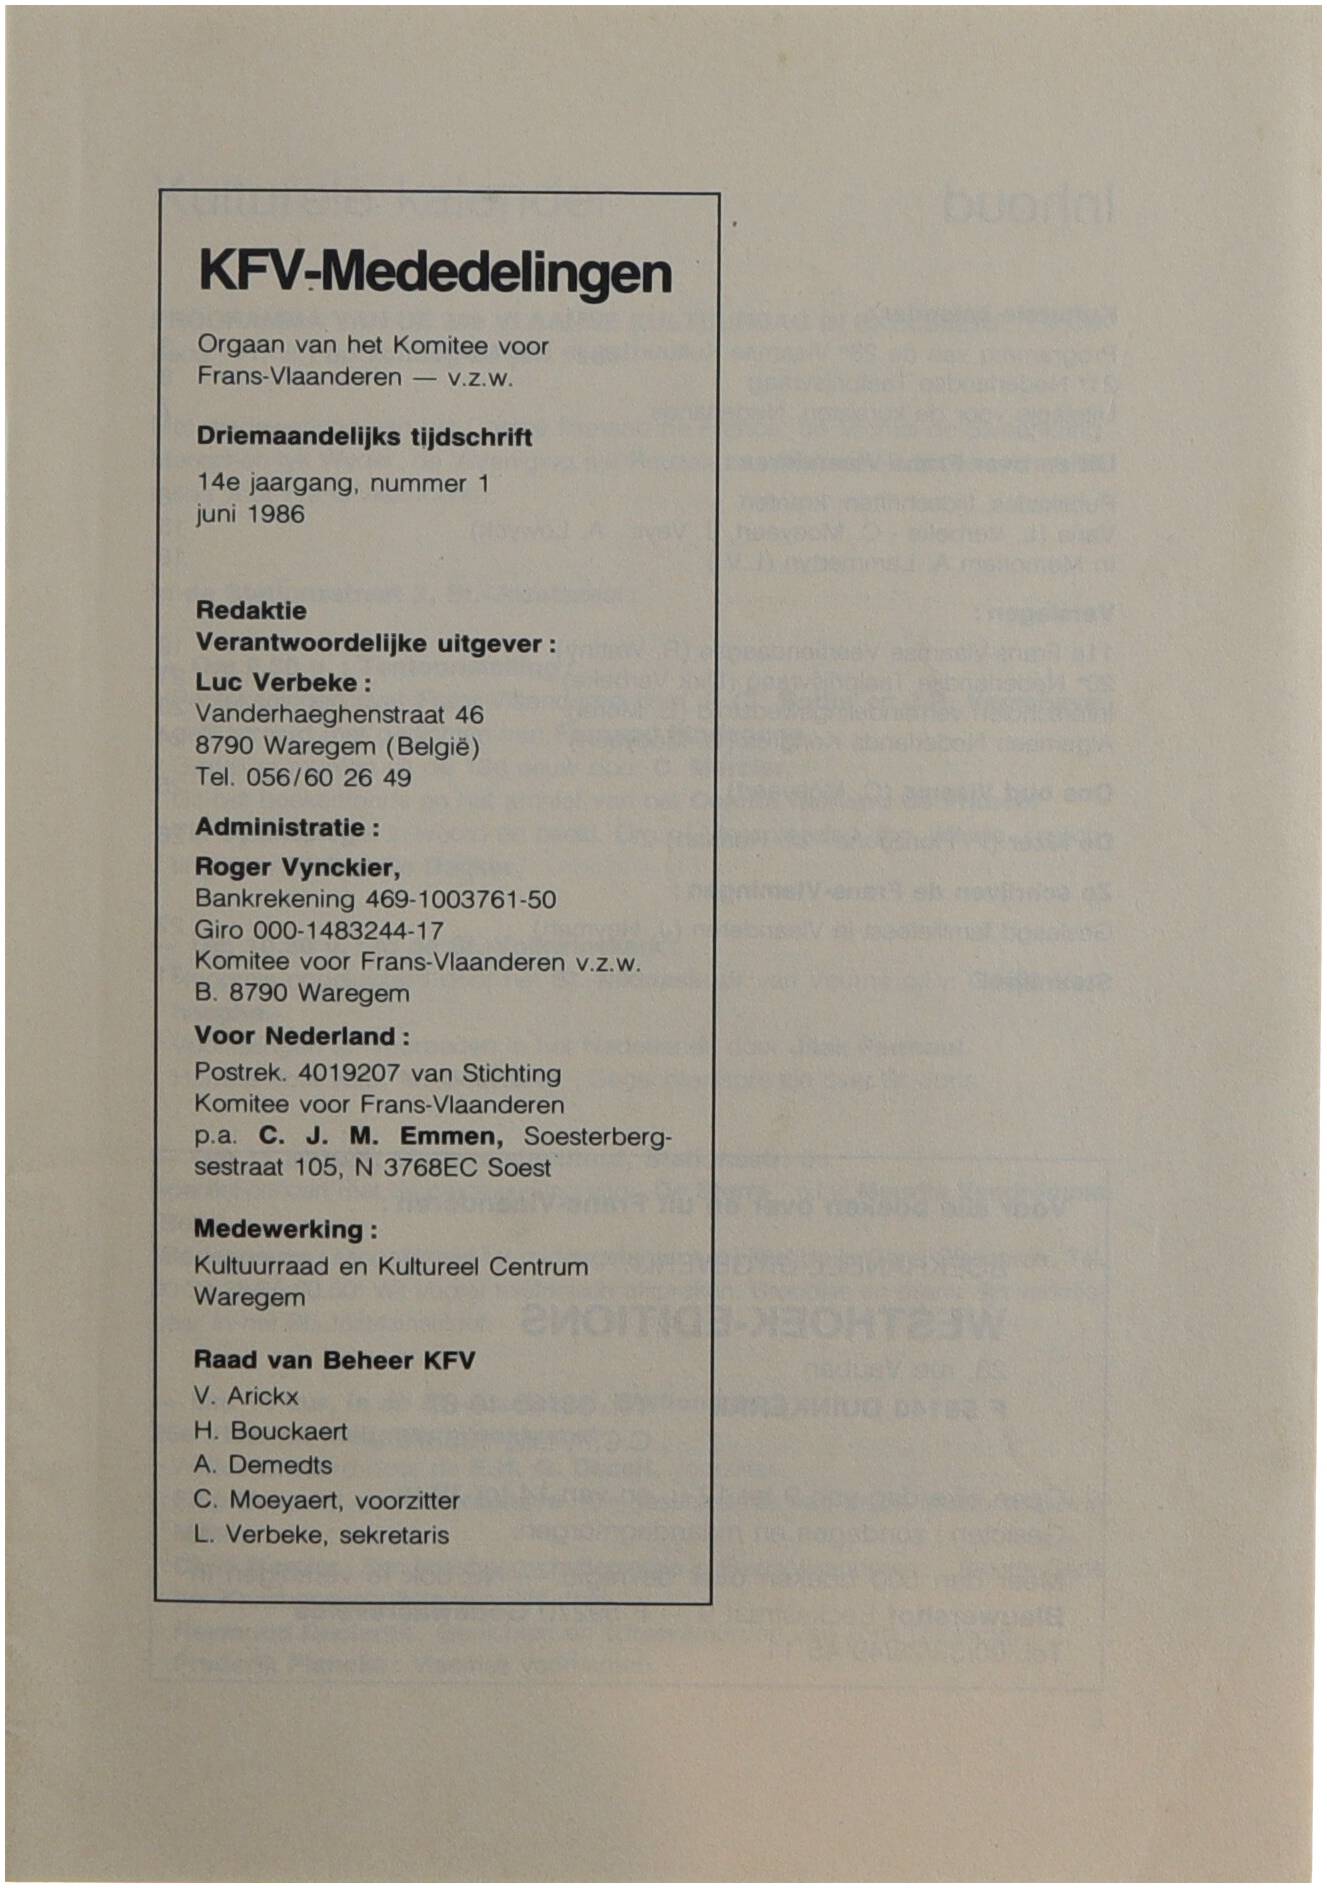 KFV-Mededelingen
Orgaan van het Komitee voor
Frans-Vlaanderen — v.z.w.
Driemaandelijks tijdschrift
14e jaargang, nummer 1
juni 1986
Redaktie
Verantwoordelijke uitgever :
Luc Verbeke :
Vanderhaeghenstraat 46
8790 Waregem (België)
Tel. 056/60 26 49
Administratie :
Roger Vynckier,
Bankrekening 469-1003761-50
Giro 000-1483244-17
Komitee voor Frans-Vlaanderen v.z.w.
B. 8790 Waregem
Voor Nederland :
Postrek. 4019207 van Stichting
Komitee voor Frans-Vlaanderen
p.a. C. J. M. Emmen, Soesterberg-
sestraat 105, N 3768EC Soest
Medewerking :
Kultuurraad en Kultureel Centrum
Waregem
Raad van Beheer KFV
V. Arickx
H. Bouckaert
A. Demedts
C. Moeyaert, voorzitter
L. Verbeke, sekretaris